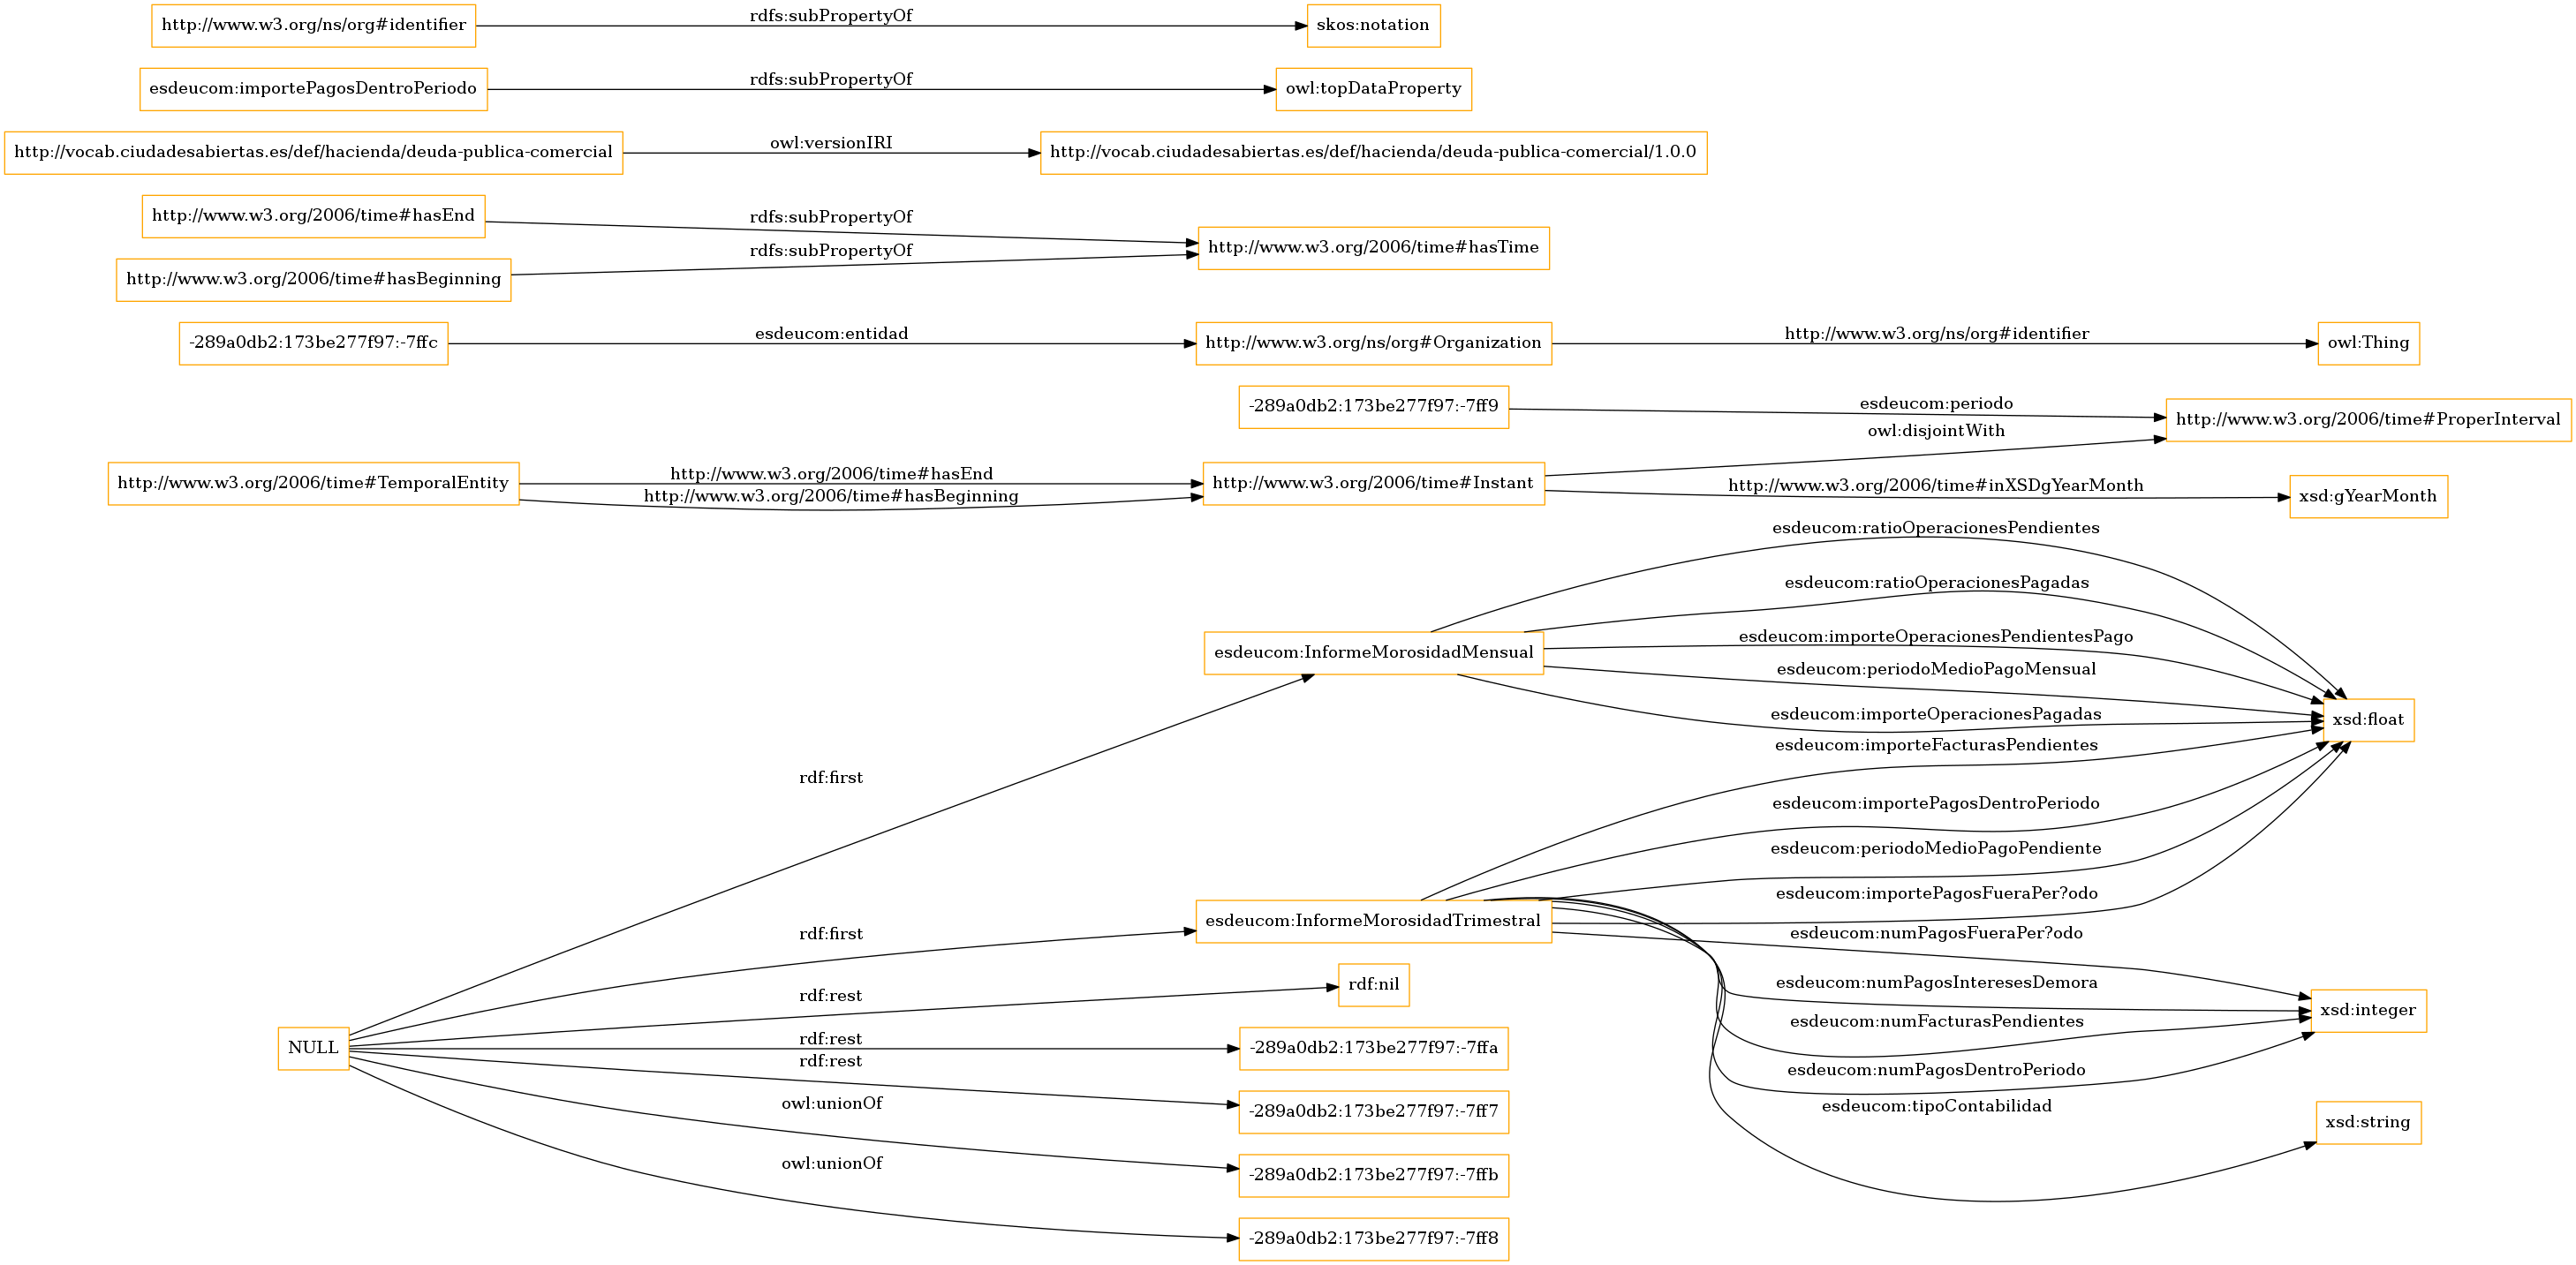 http://www.w3.org/ns/org#identifier
rdfs:subPropertyOf
skos:notation
esdeucom:importePagosDentroPeriodo
rdfs:subPropertyOf
owl:topDataProperty
http://vocab.ciudadesabiertas.es/def/hacienda/deuda-publica-comercial
owl:versionIRI
http://vocab.ciudadesabiertas.es/def/hacienda/deuda-publica-comercial/1.0.0
http://www.w3.org/2006/time#hasEnd
rdfs:subPropertyOf
http://www.w3.org/2006/time#hasTime
rdfs:subPropertyOf
http://www.w3.org/2006/time#hasBeginning
-289a0db2:173be277f97:-7ffc
esdeucom:entidad
http://www.w3.org/ns/org#Organization
http://www.w3.org/ns/org#identifier
owl:Thing
-289a0db2:173be277f97:-7ff9
esdeucom:periodo
http://www.w3.org/2006/time#ProperInterval
owl:disjointWith
http://www.w3.org/2006/time#TemporalEntity
http://www.w3.org/2006/time#hasEnd
http://www.w3.org/2006/time#hasBeginning
http://www.w3.org/2006/time#Instant
http://www.w3.org/2006/time#inXSDgYearMonth
xsd:gYearMonth
esdeucom:ratioOperacionesPendientes
esdeucom:ratioOperacionesPagadas
esdeucom:importeOperacionesPendientesPago
esdeucom:InformeMorosidadMensual
esdeucom:periodoMedioPagoMensual
esdeucom:importeOperacionesPagadas
xsd:float
esdeucom:importeFacturasPendientes
rdf:first
esdeucom:importePagosDentroPeriodo
esdeucom:periodoMedioPagoPendiente
esdeucom:importePagosFueraPer?odo
esdeucom:InformeMorosidadTrimestral
rdf:first
esdeucom:numPagosFueraPer?odo
esdeucom:numPagosInteresesDemora
rdf:rest
rdf:nil
xsd:integer
esdeucom:numFacturasPendientes
NULL
rdf:rest
-289a0db2:173be277f97:-7ffa
rdf:rest
esdeucom:numPagosDentroPeriodo
owl:unionOf
-289a0db2:173be277f97:-7ff7
esdeucom:tipoContabilidad
xsd:string
owl:unionOf
-289a0db2:173be277f97:-7ffb
-289a0db2:173be277f97:-7ff8